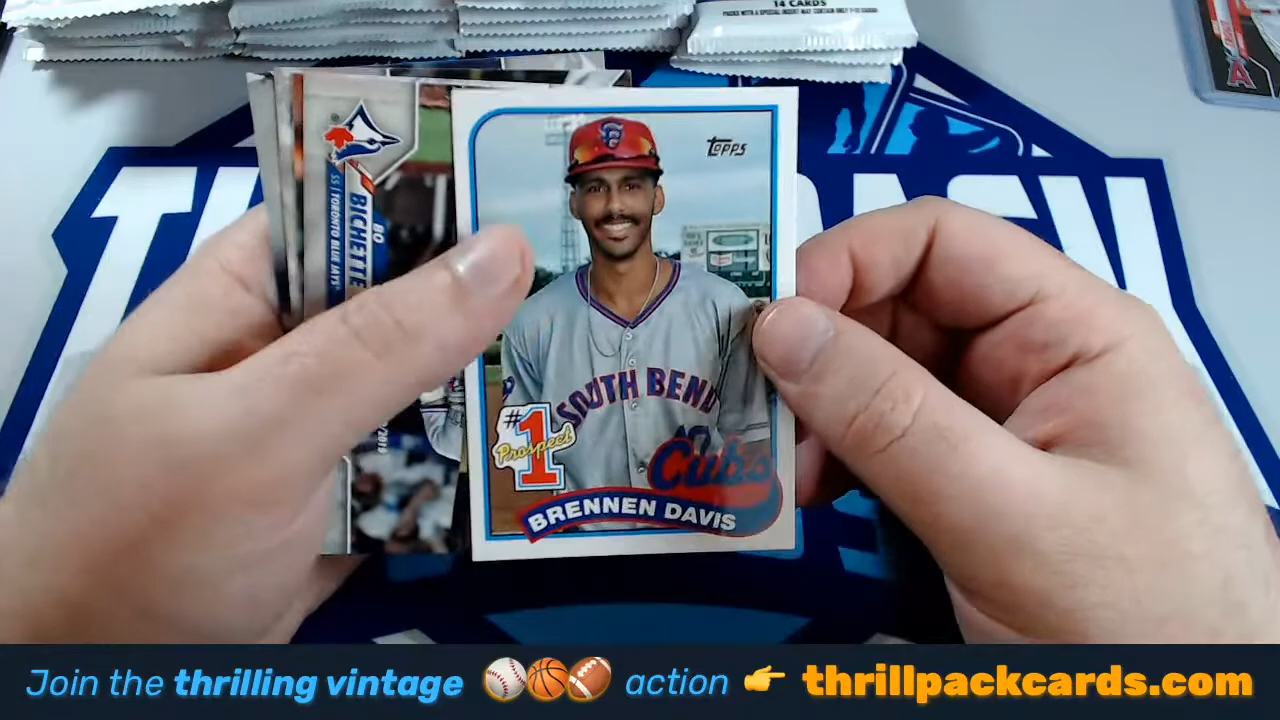 14 CARDS
TOPPS
BO
BICHETTE
SS | TORONTO BLUE JAYS
SOUTH BEND
#1
Prospect
Cubs
BRENNEN DAVIS
Join the thrilling vintage action 👉 thrillpackcards.com